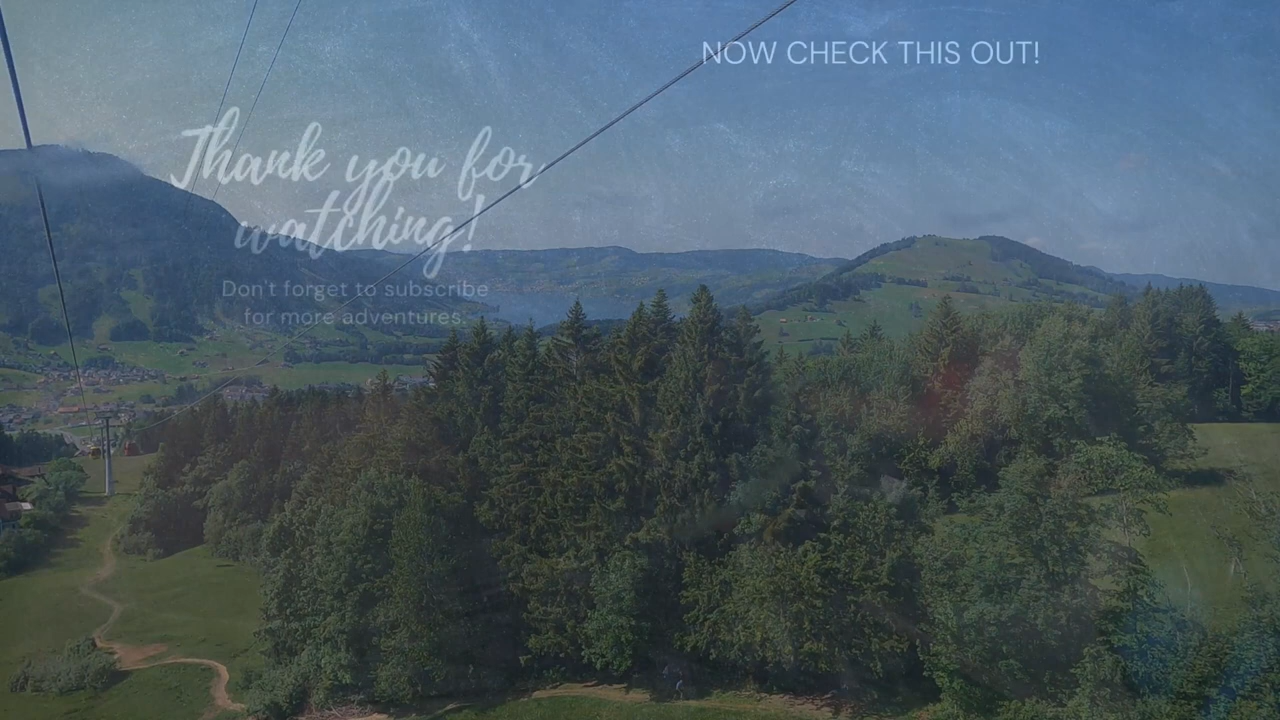 NOW CHECK THIS OUT!
Thank you for
watching!
Don't forget to subscribe
for more adventures.